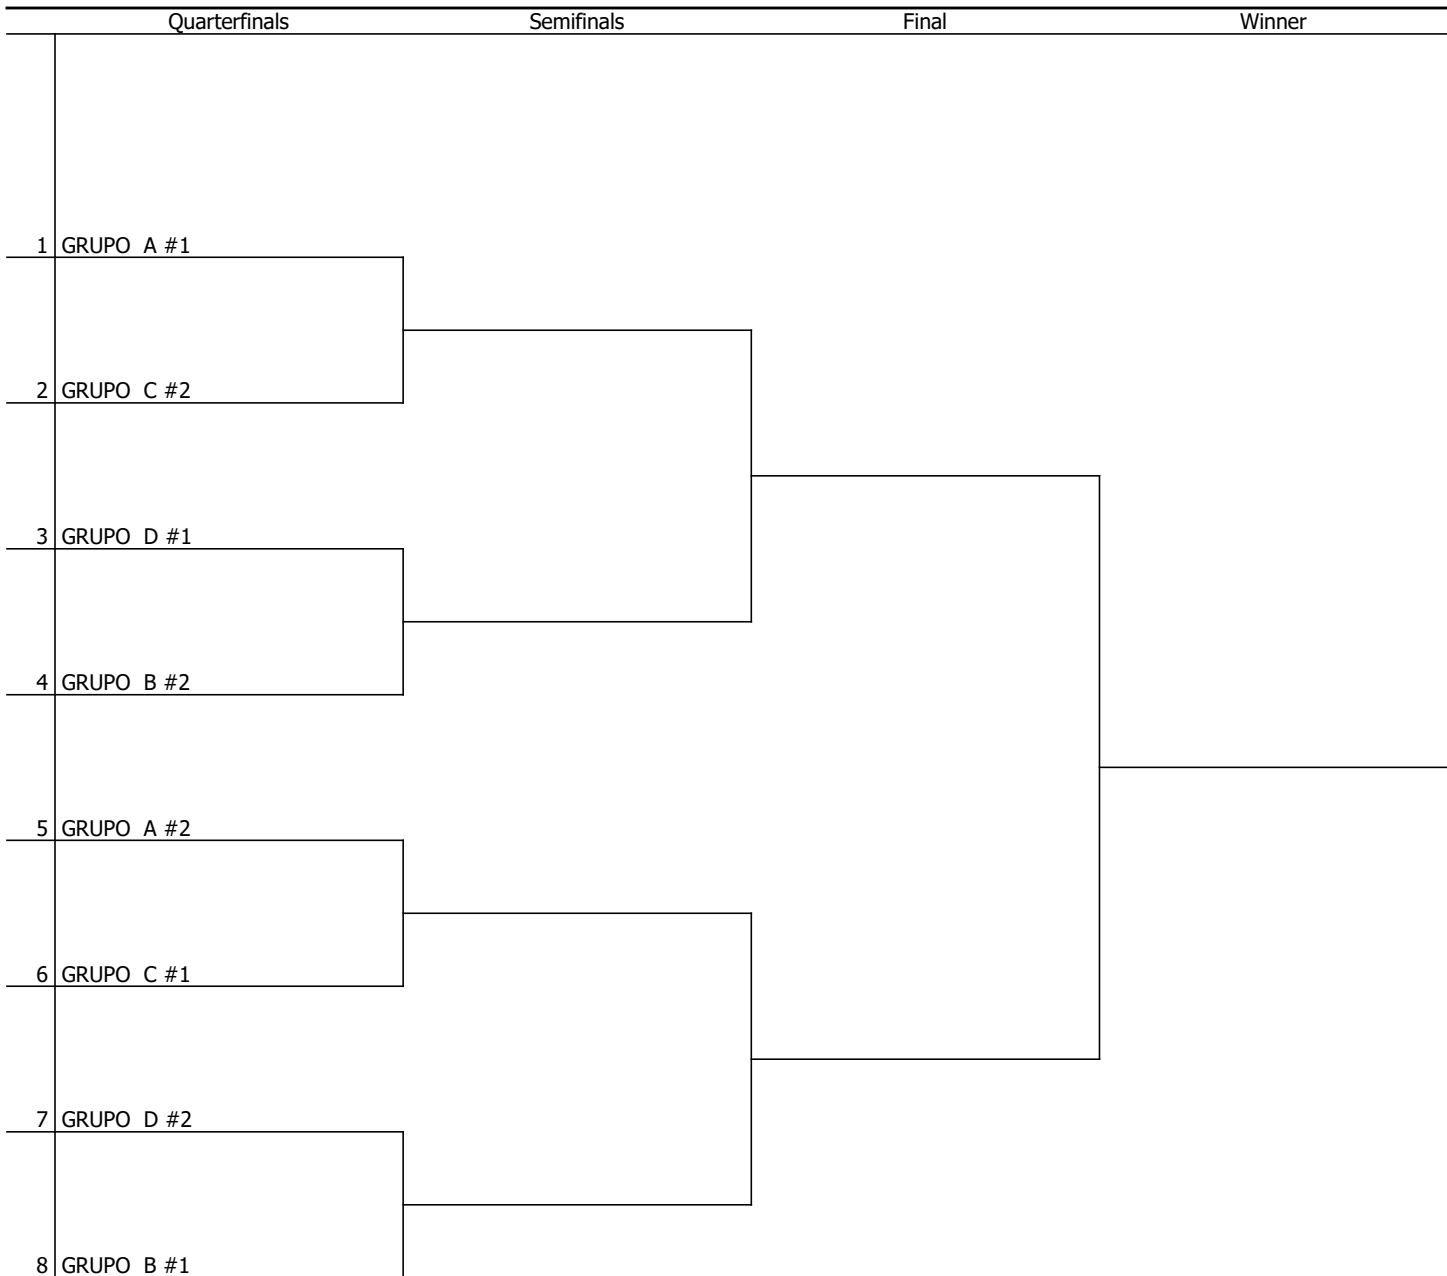 Quarterfinals Semifinals Final Winner
1 GRUPO A #1
2 GRUPO C #2
3 GRUPO D #1
4 GRUPO B #2
5 GRUPO A #2
6 GRUPO C #1
7 GRUPO D #2
8 GRUPO B #1